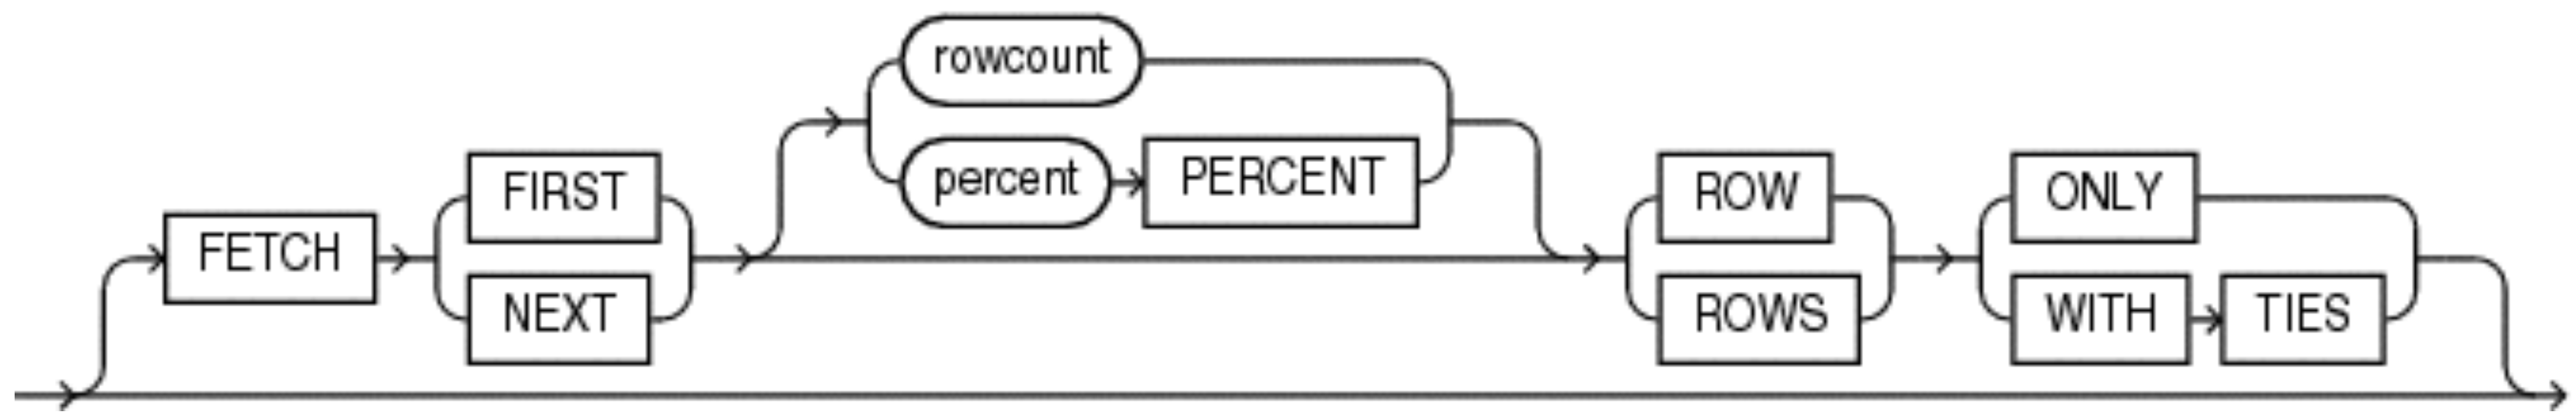 rowcount
percent PERCENT
FIRST ROW ONLY
FETCH
NEXT ROWS WITH TIES